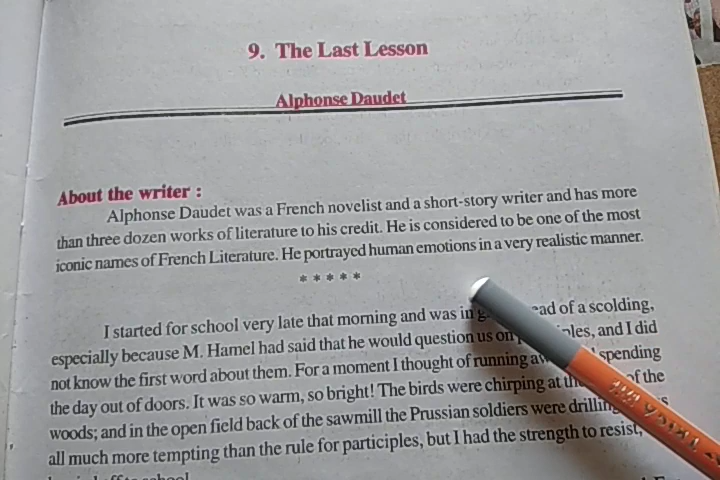 9. The Last Lesson
Alphonse Daudet
About the writer :
Alphonse Daudet was a French novelist and a short-story writer and has more
than three dozen works of literature to his credit. He is considered to be one of the most
iconic names of French Literature. He portrayed human emotions in a very realistic manner.
*****
I started for school very late that morning and was in of a scolding,
especially because M. Hamel had said that he would question us on and I did
not know the first word about them. For a moment I thought of running spending
the day out of doors. It was so warm, so bright! The birds were chirping at of the
woods; and in the open field back of the sawmill the Prussian soldiers were
all much more tempting than the rule for participles, but I had the strength to resist,